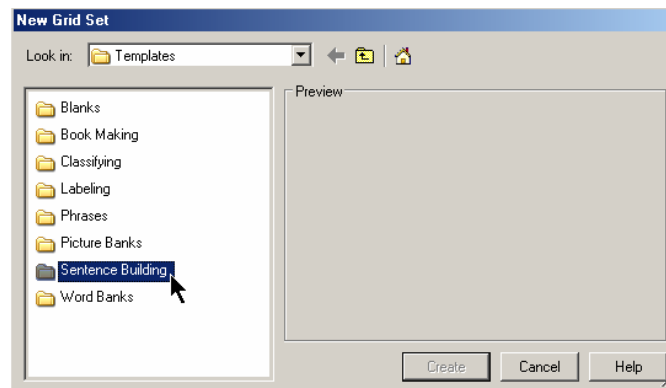 New Grid Set
Look in: Templates
Preview
Blanks
Book Making
Classifying
Labeling
Phrases
Picture Banks
Sentence Building
Word Banks
Create Cancel Help